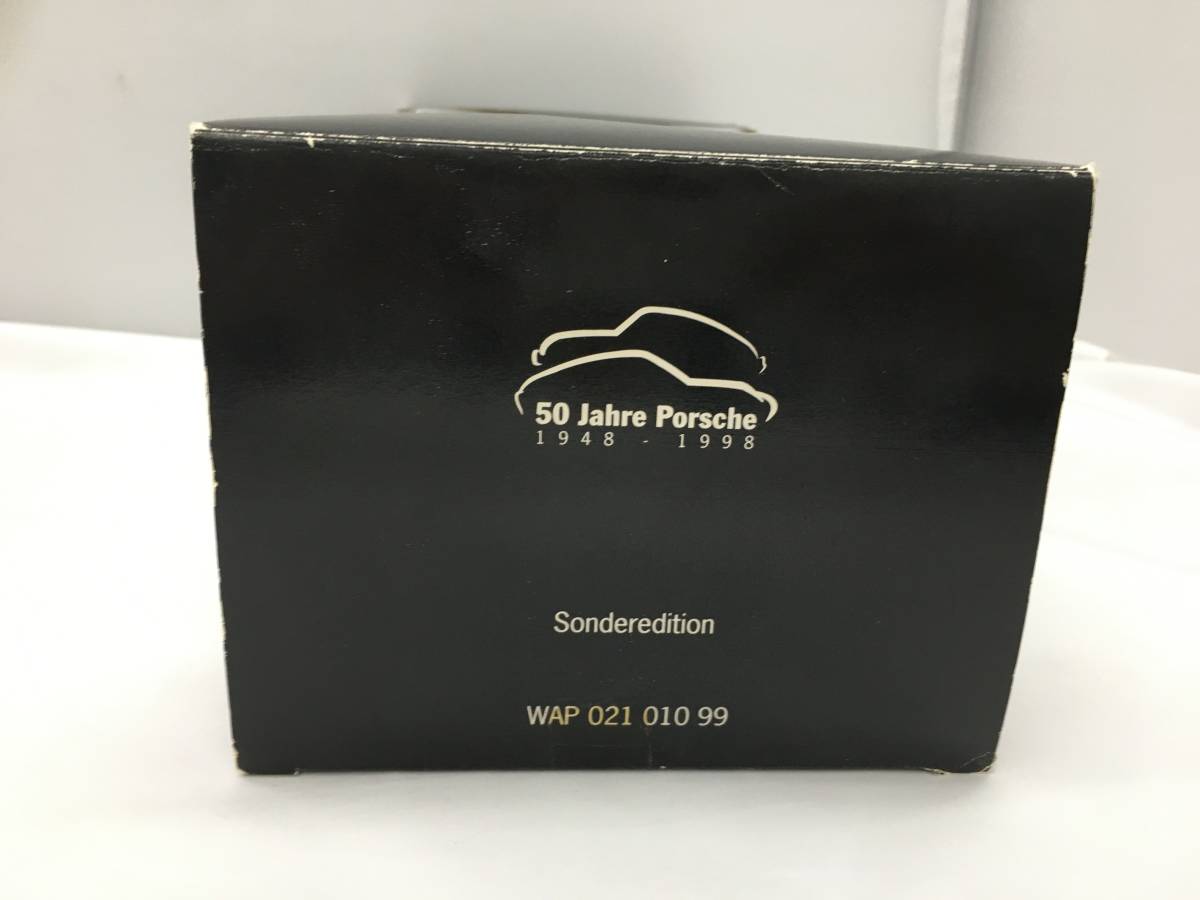 50 Jahre Porsche
1948 - 1998
Sonderedition
WAP 021 010 99